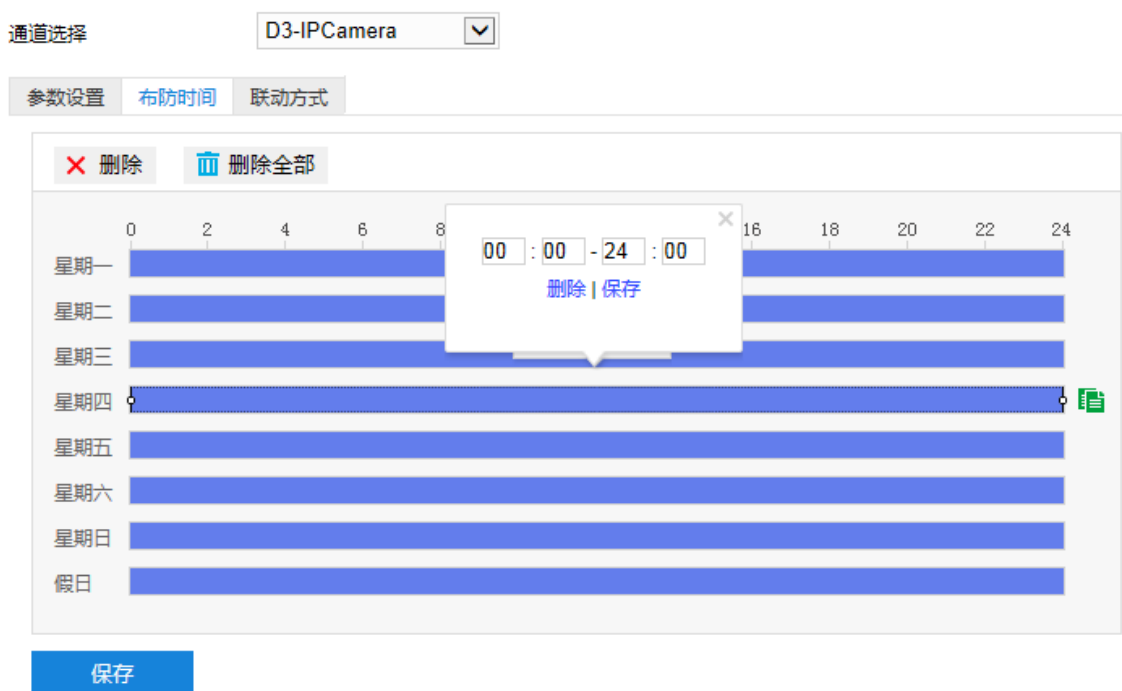 通道选择 D3-IPCamera
参数设置 布防时间 联动方式
删除 删除全部
0 2 4 6 8 16 18 20 22 24
00 : 00 - 24 : 00
删除 | 保存
星期一
星期二
星期三
星期四
星期五
星期六
星期日
假日
保存